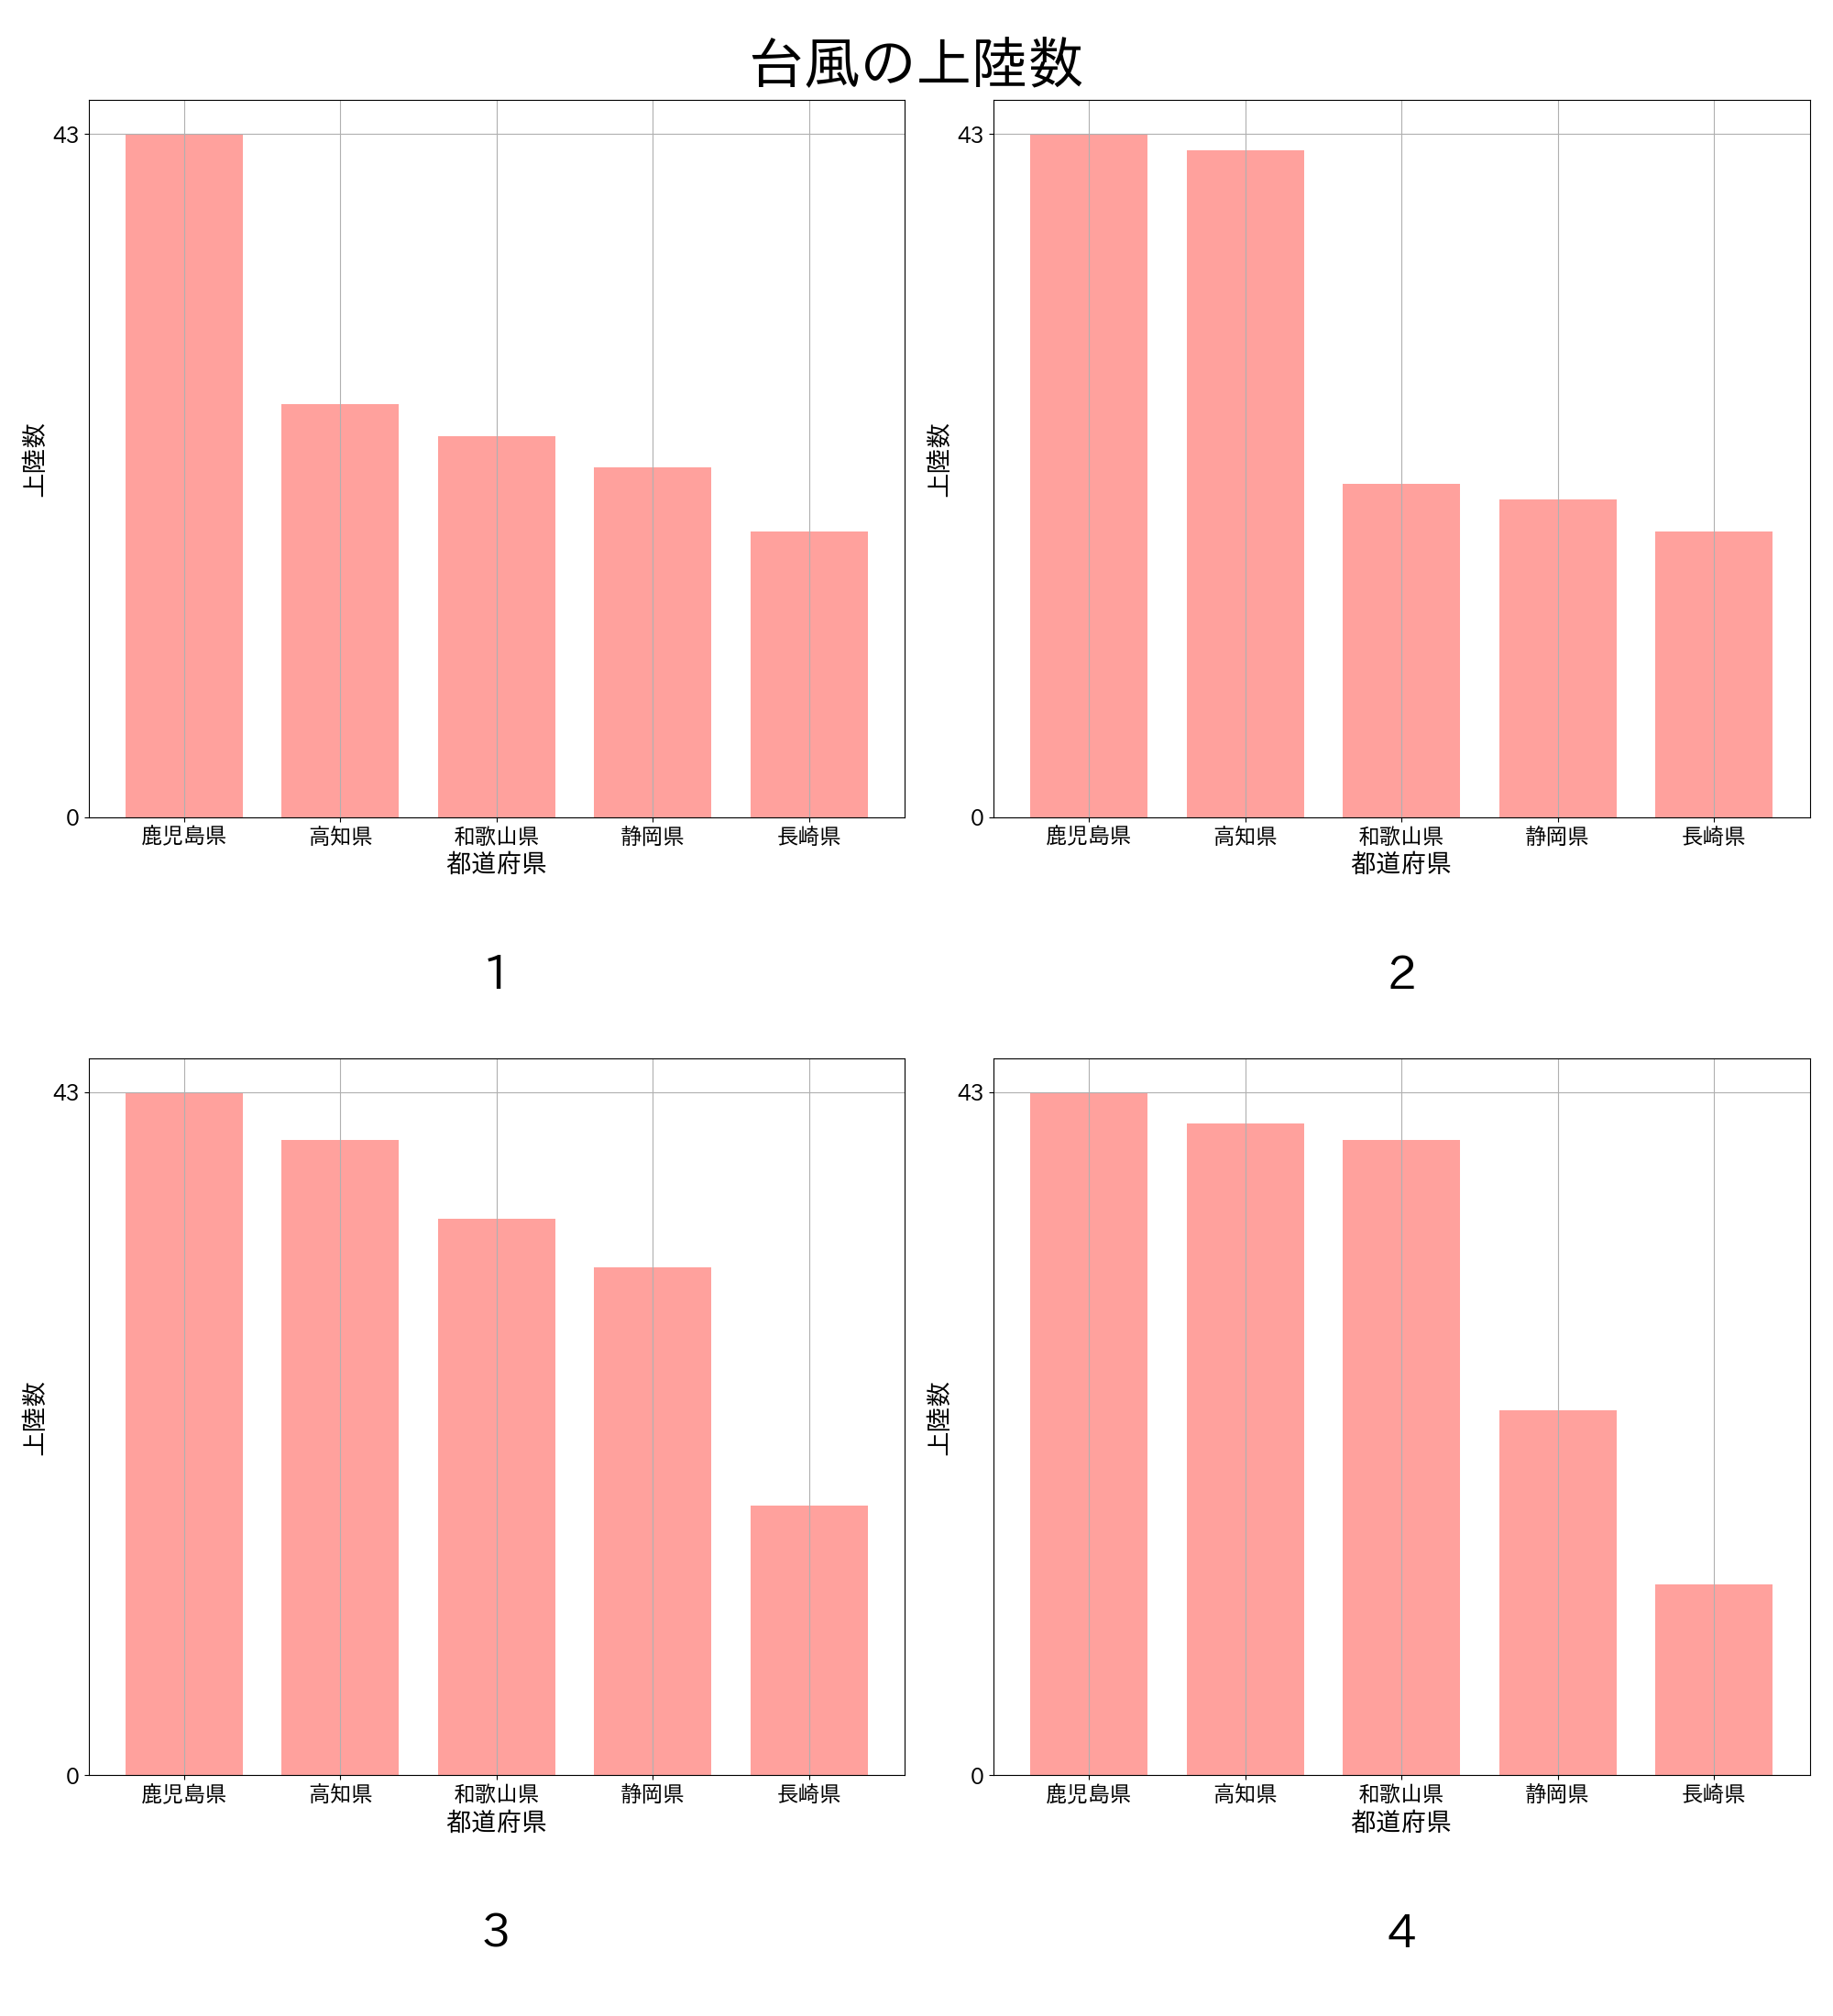 台風の上陸数
43
0
上陸数
鹿児島県 高知県 和歌山県 静岡県 長崎県
都道府県
1
43
0
上陸数
鹿児島県 高知県 和歌山県 静岡県 長崎県
都道府県
2
43
0
上陸数
鹿児島県 高知県 和歌山県 静岡県 長崎県
都道府県
3
43
0
上陸数
鹿児島県 高知県 和歌山県 静岡県 長崎県
都道府県
4